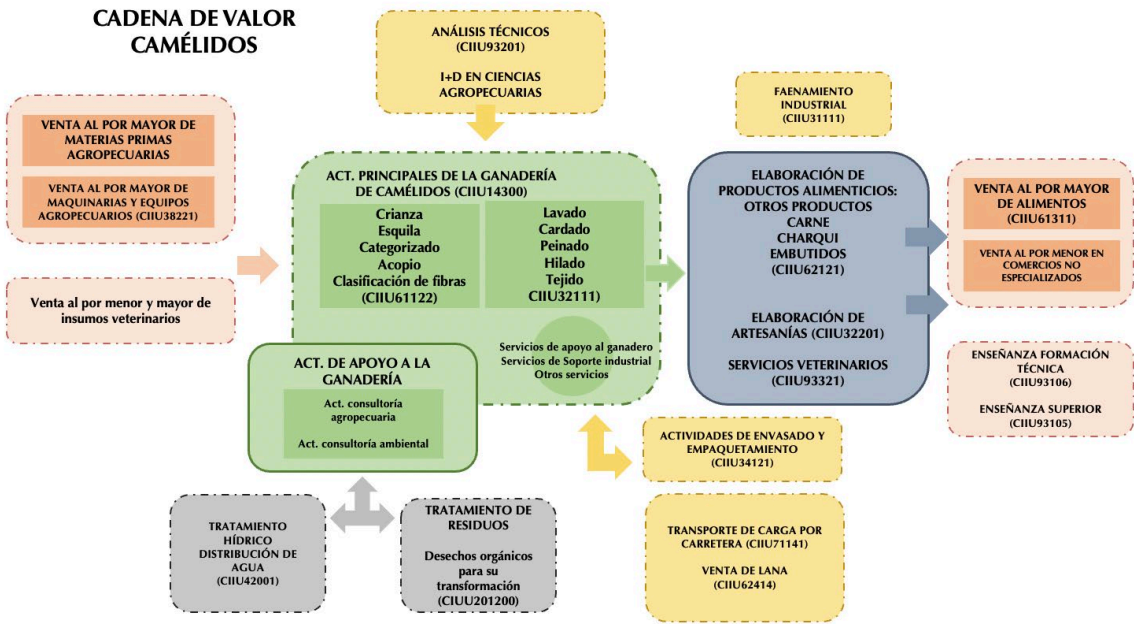 CADENA DE VALOR
CAMÉLIDOS
ANÁLISIS TÉCNICOS
(CIIU93201)
I+D EN CIENCIAS
AGROPECUARIAS
FAENAMIENTO
INDUSTRIAL
(CIIU31111)
VENTA AL POR MAYOR DE
MATERIAS PRIMAS
AGROPECUARIAS
VENTA AL POR MAYOR DE
MAQUINARIAS Y EQUIPOS
AGROPECUARIOS (CIIU38221)
Venta al por menor y mayor de
insumos veterinarios
ACT. PRINCIPALES DE LA GANADERÍA
DE CAMÉLIDOS (CIIU14300)
Crianza
Esquila
Categorizado
Acopio
Clasificación de fibras
(CIIU61122)
Lavado
Cardado
Peinado
Hilado
Tejido
CIIU32111)
Servicios de apoyo al ganadero
Servicios de Soporte industrial
Otros servicios
ACT. DE APOYO A LA
GANADERÍA
Act. consultoría
agropecuaria
Act. consultoría ambiental
ELABORACIÓN DE
PRODUCTOS ALIMENTICIOS:
OTROS PRODUCTOS
CARNE
CHARQUI
EMBUTIDOS
(CIIU62121)
ELABORACIÓN DE
ARTESANÍAS (CIIU32201)
SERVICIOS VETERINARIOS
(CIIU93321)
VENTA AL POR MAYOR
DE ALIMENTOS
(CIIU61311)
VENTA AL POR MENOR EN
COMERCIOS NO
ESPECIALIZADOS
ENSEÑANZA FORMACIÓN
TÉCNICA
(CIIU93106)
ENSEÑANZA SUPERIOR
(CIIU93105)
ACTIVIDADES DE ENVASADO Y
EMPAQUETAMIENTO
(CIIU34121)
TRANSPORTE DE CARGA POR
CARRETERA (CIIU71141)
VENTA DE LANA
(CIIU62414)
TRATAMIENTO
HÍDRICO
DISTRIBUCIÓN DE
AGUA
(CIIU42001)
TRATAMIENTO DE
RESIDUOS
Desechos orgánicos
para su
transformación
(CIUU201200)